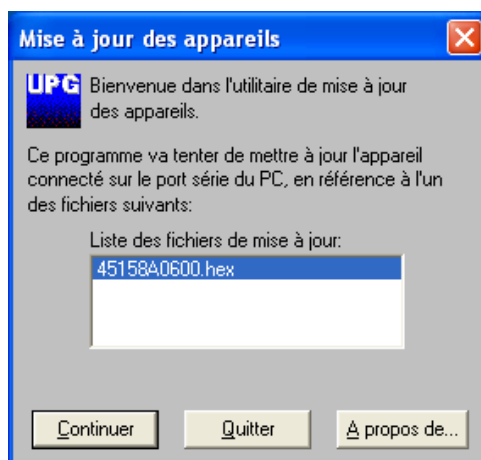 Mise à jour des appareils
UPG
Bienvenue dans l'utilitaire de mise à jour
des appareils.
Ce programme va tenter de mettre à jour l'appareil
connecté sur le port série du PC, en référence à l'un
des fichiers suivants:
Liste des fichiers de mise à jour:
45158A0600.hex
Continuer
Quitter
A propos de...